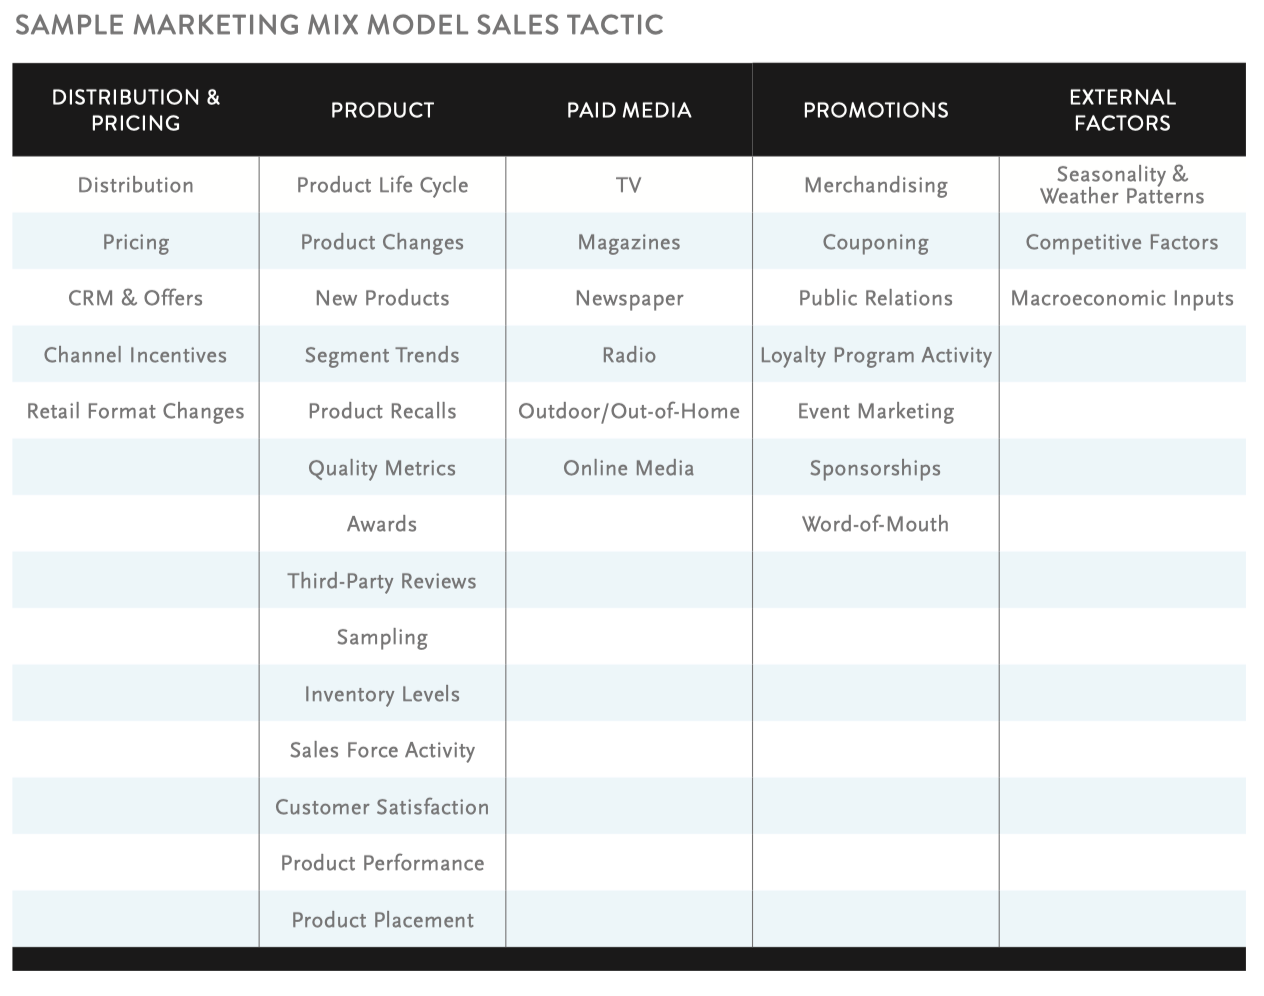 SAMPLE MARKETING MIX MODEL SALES TACTIC
DISTRIBUTION &
PRICING
PRODUCT
PAID MEDIA
PROMOTIONS
EXTERNAL
FACTORS
Distribution
Product Life Cycle
TV
Merchandising
Seasonality &
Weather Patterns
Pricing
Product Changes
Magazines
Couponing
Competitive Factors
CRM & Offers
New Products
Newspaper
Public Relations
Macroeconomic Inputs
Channel Incentives
Segment Trends
Radio
Loyalty Program Activity
Retail Format Changes
Product Recalls
Outdoor/Out-of-Home
Event Marketing
Quality Metrics
Online Media
Sponsorships
Awards
Word-of-Mouth
Third-Party Reviews
Sampling
Inventory Levels
Sales Force Activity
Customer Satisfaction
Product Performance
Product Placement